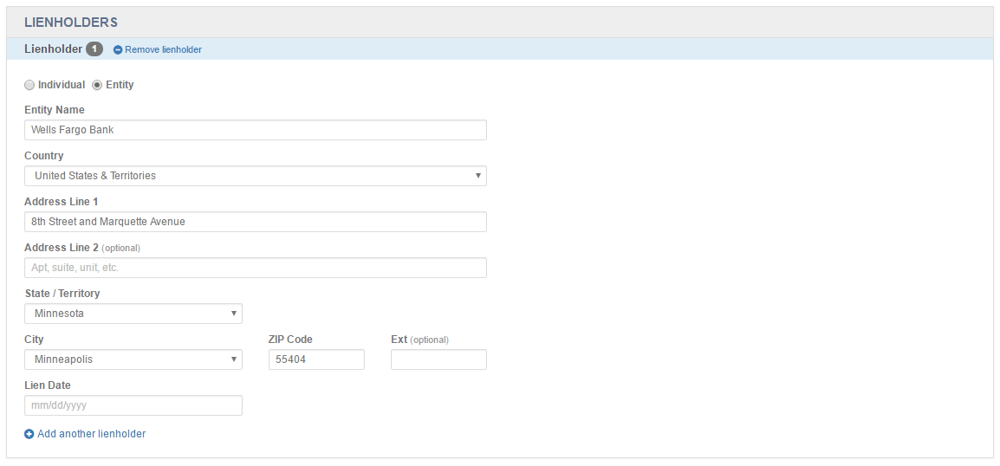 LIENHOLDERS
Lienholder 1 Remove lienholder
Individual Entity
Entity Name
Wells Fargo Bank
Country
United States & Territories
Address Line 1
8th Street and Marquette Avenue
Address Line 2 (optional)
Apt, suite, unit, etc.
State / Territory
Minnesota
City ZIP Code Ext (optional)
Minneapolis 55404
Lien Date
mm/dd/yyyy
Add another lienholder